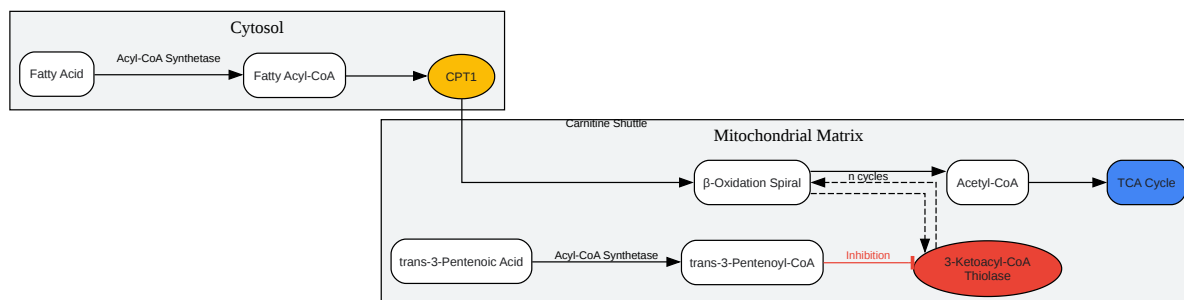 Cytosol
Fatty Acid
Acyl-CoA Synthetase
Fatty Acyl-CoA
CPT1
Carnitine Shuttle
Mitochondrial Matrix
β-Oxidation Spiral
n cycles
Acetyl-CoA
TCA Cycle
trans-3-Pentenoic Acid
Acyl-CoA Synthetase
trans-3-Pentenoyl-CoA
Inhibition
3-Ketoacyl-CoA
Thiolase